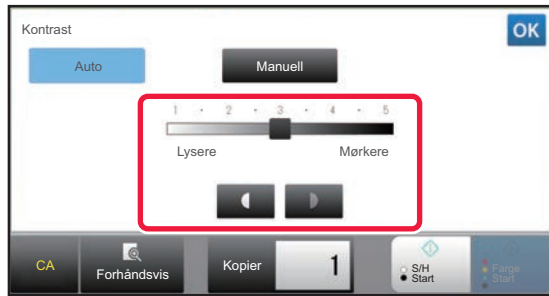 Kontrast
OK
Auto
Manuell
1 · 2 · 3 · 4 · 5
Lysere
Mørkere
CA
Forhåndsvis
Kopier
1
S/H
Start
Farge
Start